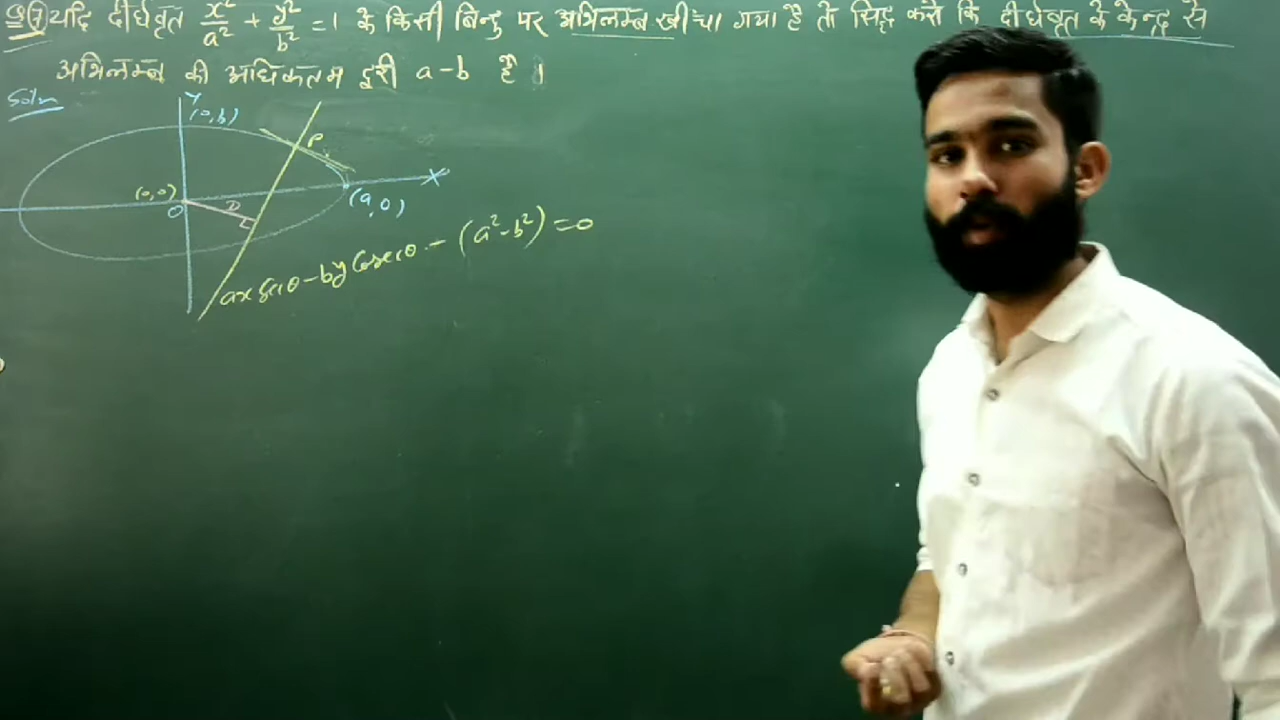 Q.(7) यदि दीर्घवृत x²/a² + y²/b² = 1 के किसी बिन्दु पर अभिलम्ब खींचा गया है तो सिद्ध करो कि दीर्घवृत के केन्द्र से
अभिलम्ब की अधिकतम दूरी a-b है।
Soln
Y
(0,b)
P
(0,0)
O
D
X
(a,0)
ax secθ - by cosecθ - (a²-b²) = 0